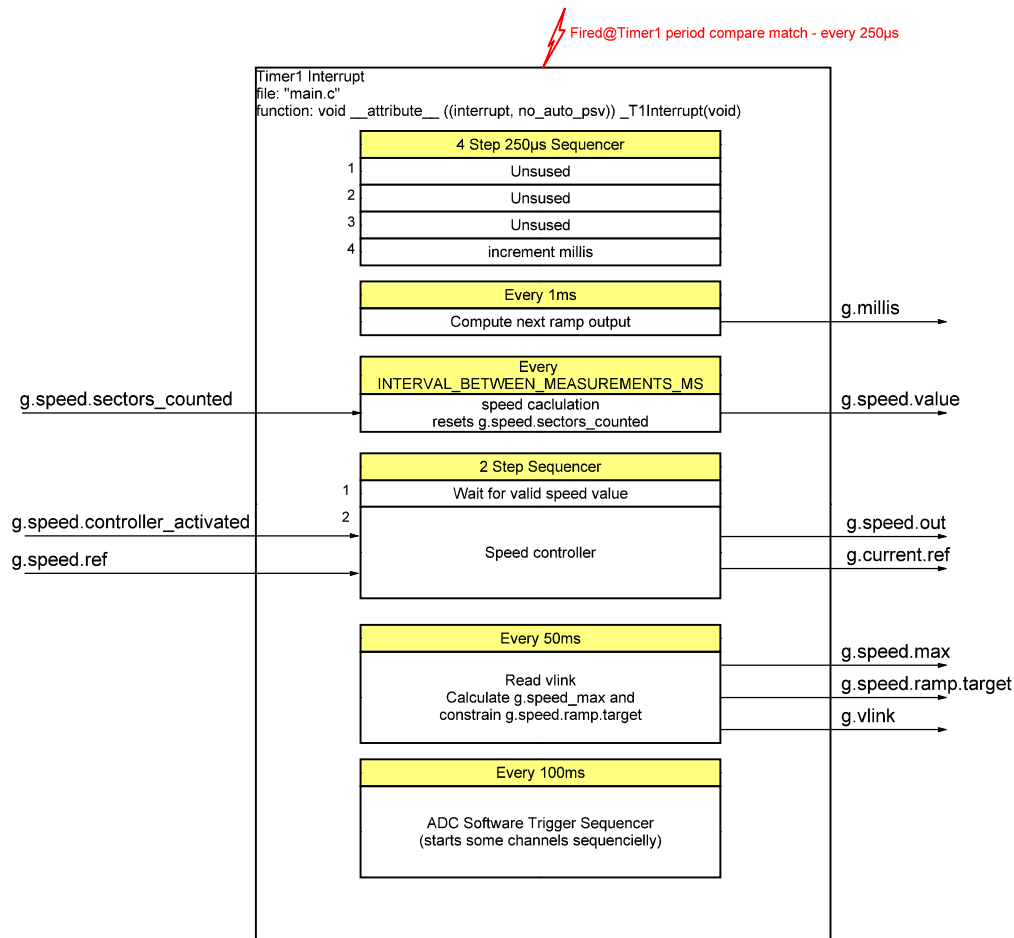 Fired@Timer1 period compare match - every 250µs
Timer1 Interrupt
file: "main.c"
function: void __attribute__ ((interrupt, no_auto_psv)) _T1Interrupt(void)
4 Step 250µs Sequencer
1 Unsused
2 Unsused
3 Unsused
4 increment millis
Every 1ms
Compute next ramp output
g.millis
Every
INTERVAL_BETWEEN_MEASUREMENTS_MS
g.speed.sectors_counted
speed caclulation
resets g.speed.sectors_counted
g.speed.value
2 Step Sequencer
1 Wait for valid speed value
2
g.speed.controller_activated
g.speed.ref
Speed controller
g.speed.out
g.current.ref
Every 50ms
Read vlink
Calculate g.speed_max and
constrain g.speed.ramp.target
g.speed.max
g.speed.ramp.target
g.vlink
Every 100ms
ADC Software Trigger Sequencer
(starts some channels sequencielly)